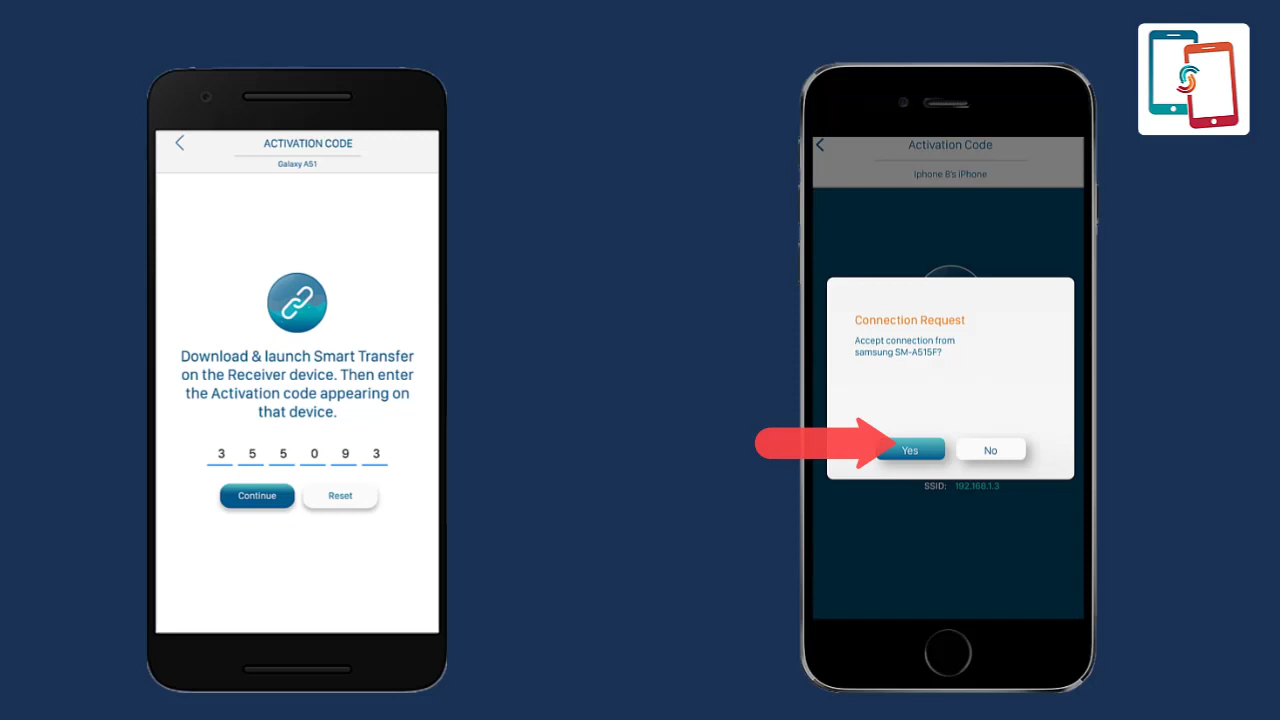 ACTIVATION CODE
Galaxy A51
Download & launch Smart Transfer
on the Receiver device. Then enter
the Activation code appearing on
that device.
3 5 5 0 9 3
Continue Reset
Activation Code
Iphone 8's iPhone
Connection Request
Accept connection from
samsung SM-A515F?
Yes No
SSID: 192.168.1.3